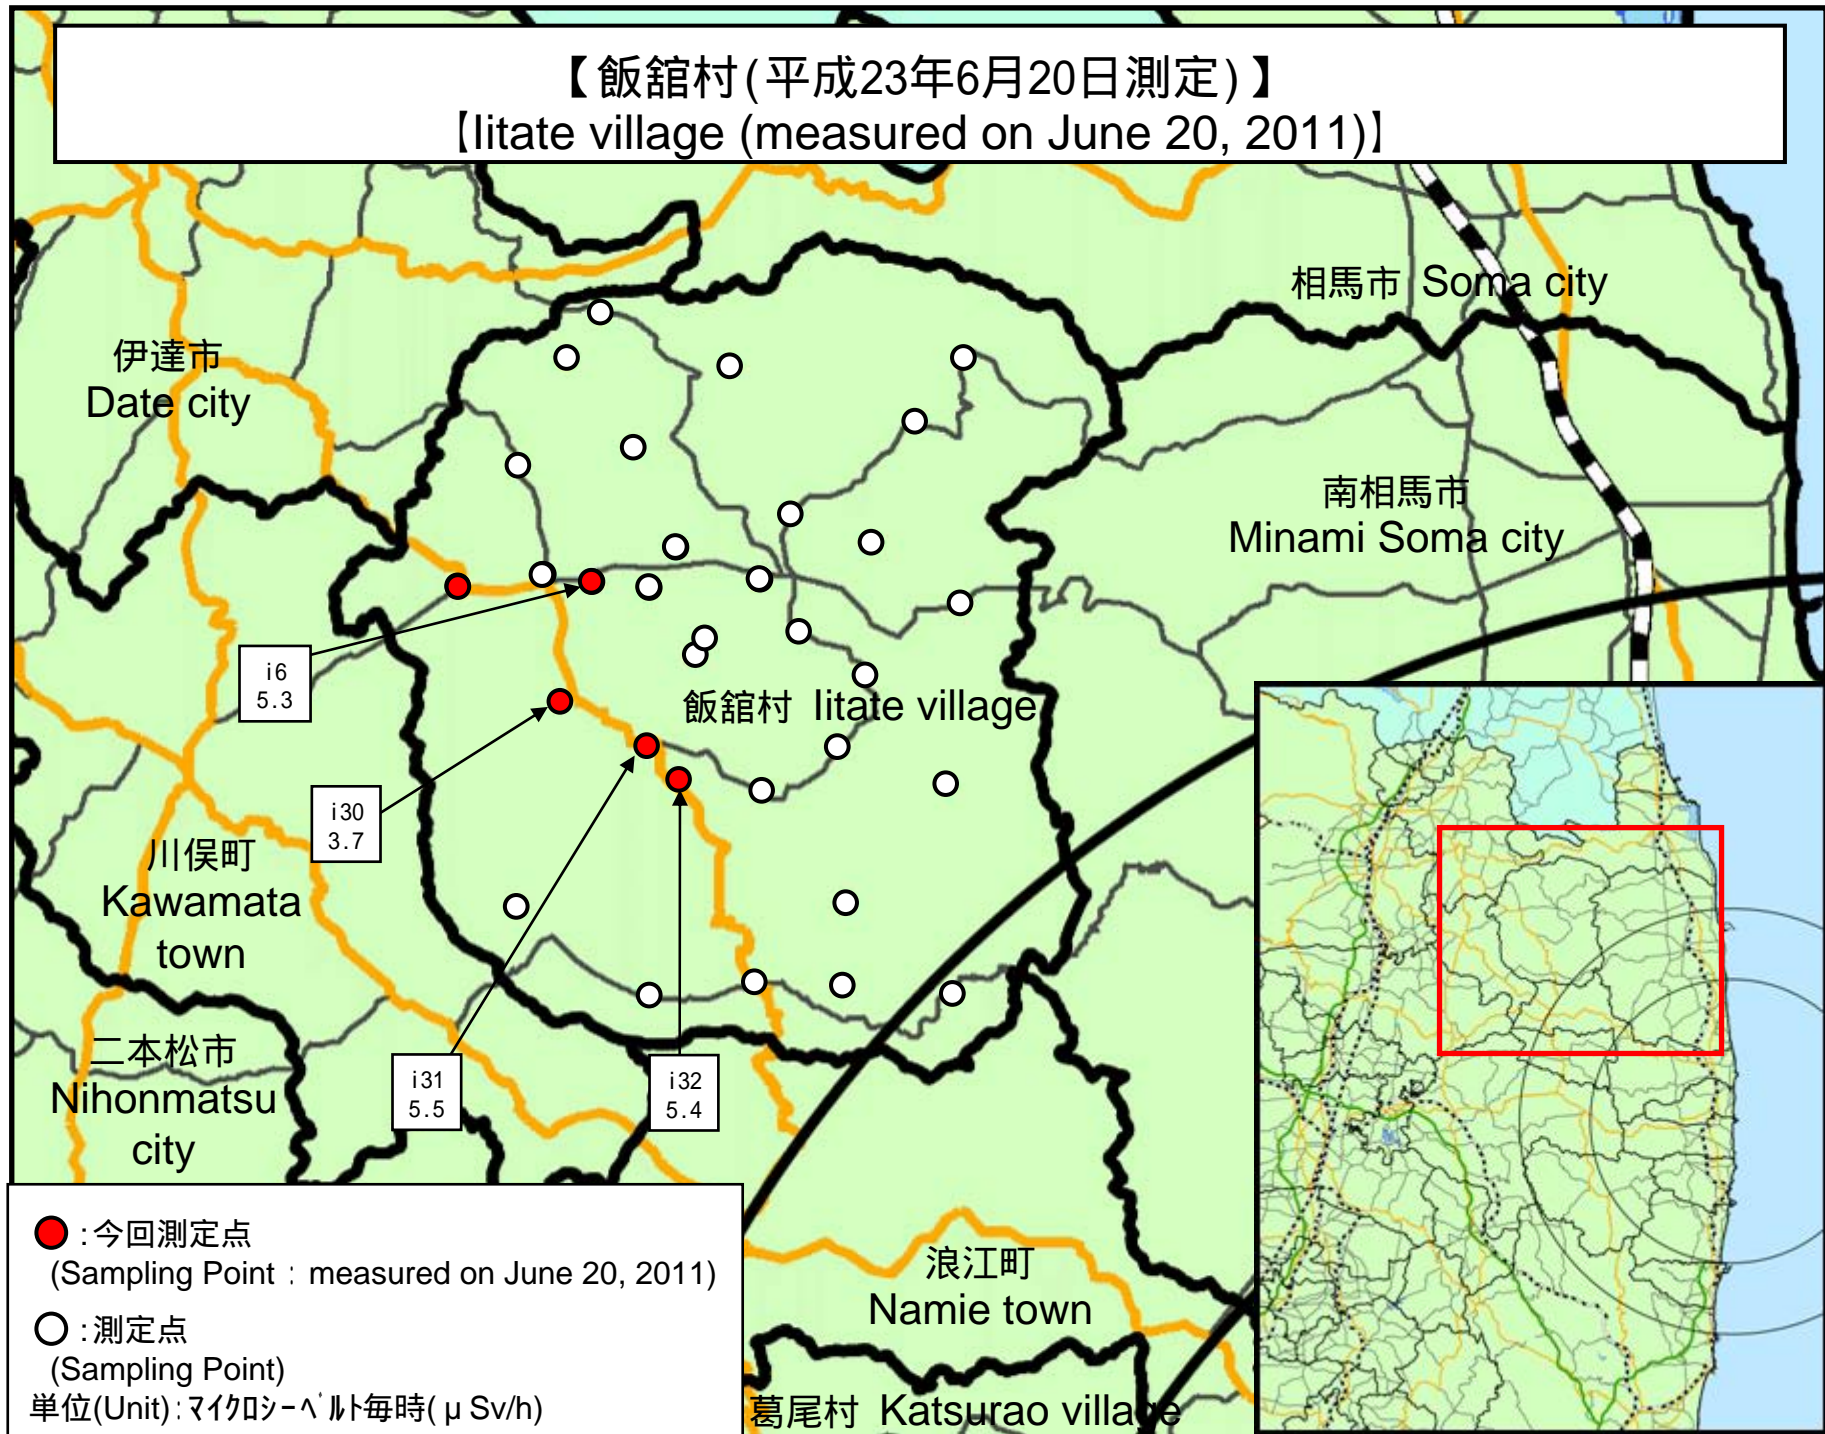 【飯舘村(平成23年6月20日測定)】
【Iitate village (measured on June 20, 2011)】
相馬市 Soma city
伊達市
Date city
南相馬市
Minami Soma city
i6
5.3
飯舘村 Iitate village
i30
3.7
川俣町
Kawamata
town
二本松市
Nihonmatsu
city
i31
5.5
i32
5.4
:今回測定点
(Sampling Point : measured on June 20, 2011)
:測定点
(Sampling Point)
単位(Unit):マイクロシーベルト毎時(μSv/h)
浪江町
Namie town
葛尾村 Katsurao village